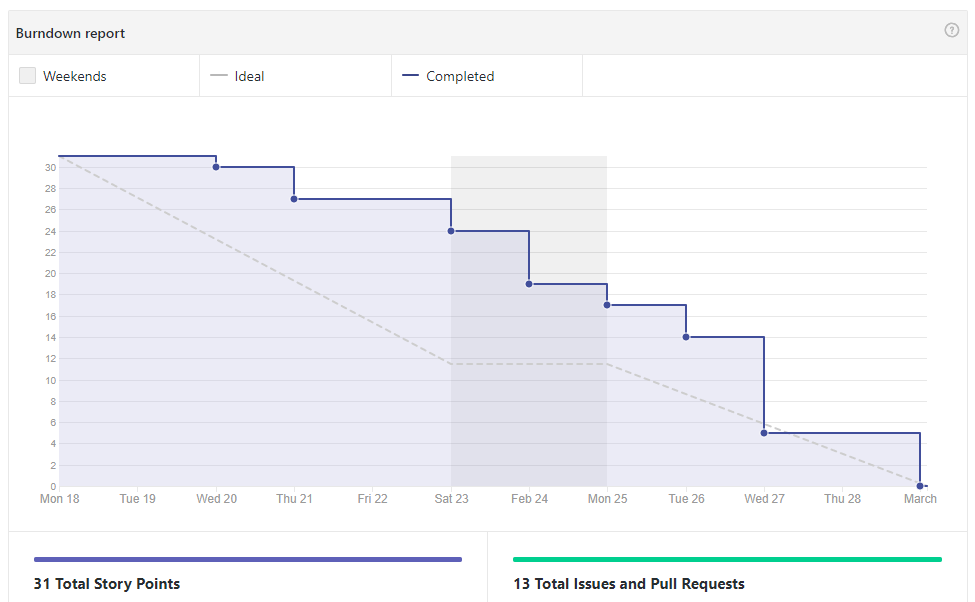 Burndown report
?
Weekends
Ideal
Completed
30
28
26
24
22
20
18
16
14
12
10
8
6
4
2
0
Mon 18 Tue 19 Wed 20 Thu 21 Fri 22 Sat 23 Feb 24 Mon 25 Tue 26 Wed 27 Thu 28 March
31 Total Story Points
13 Total Issues and Pull Requests